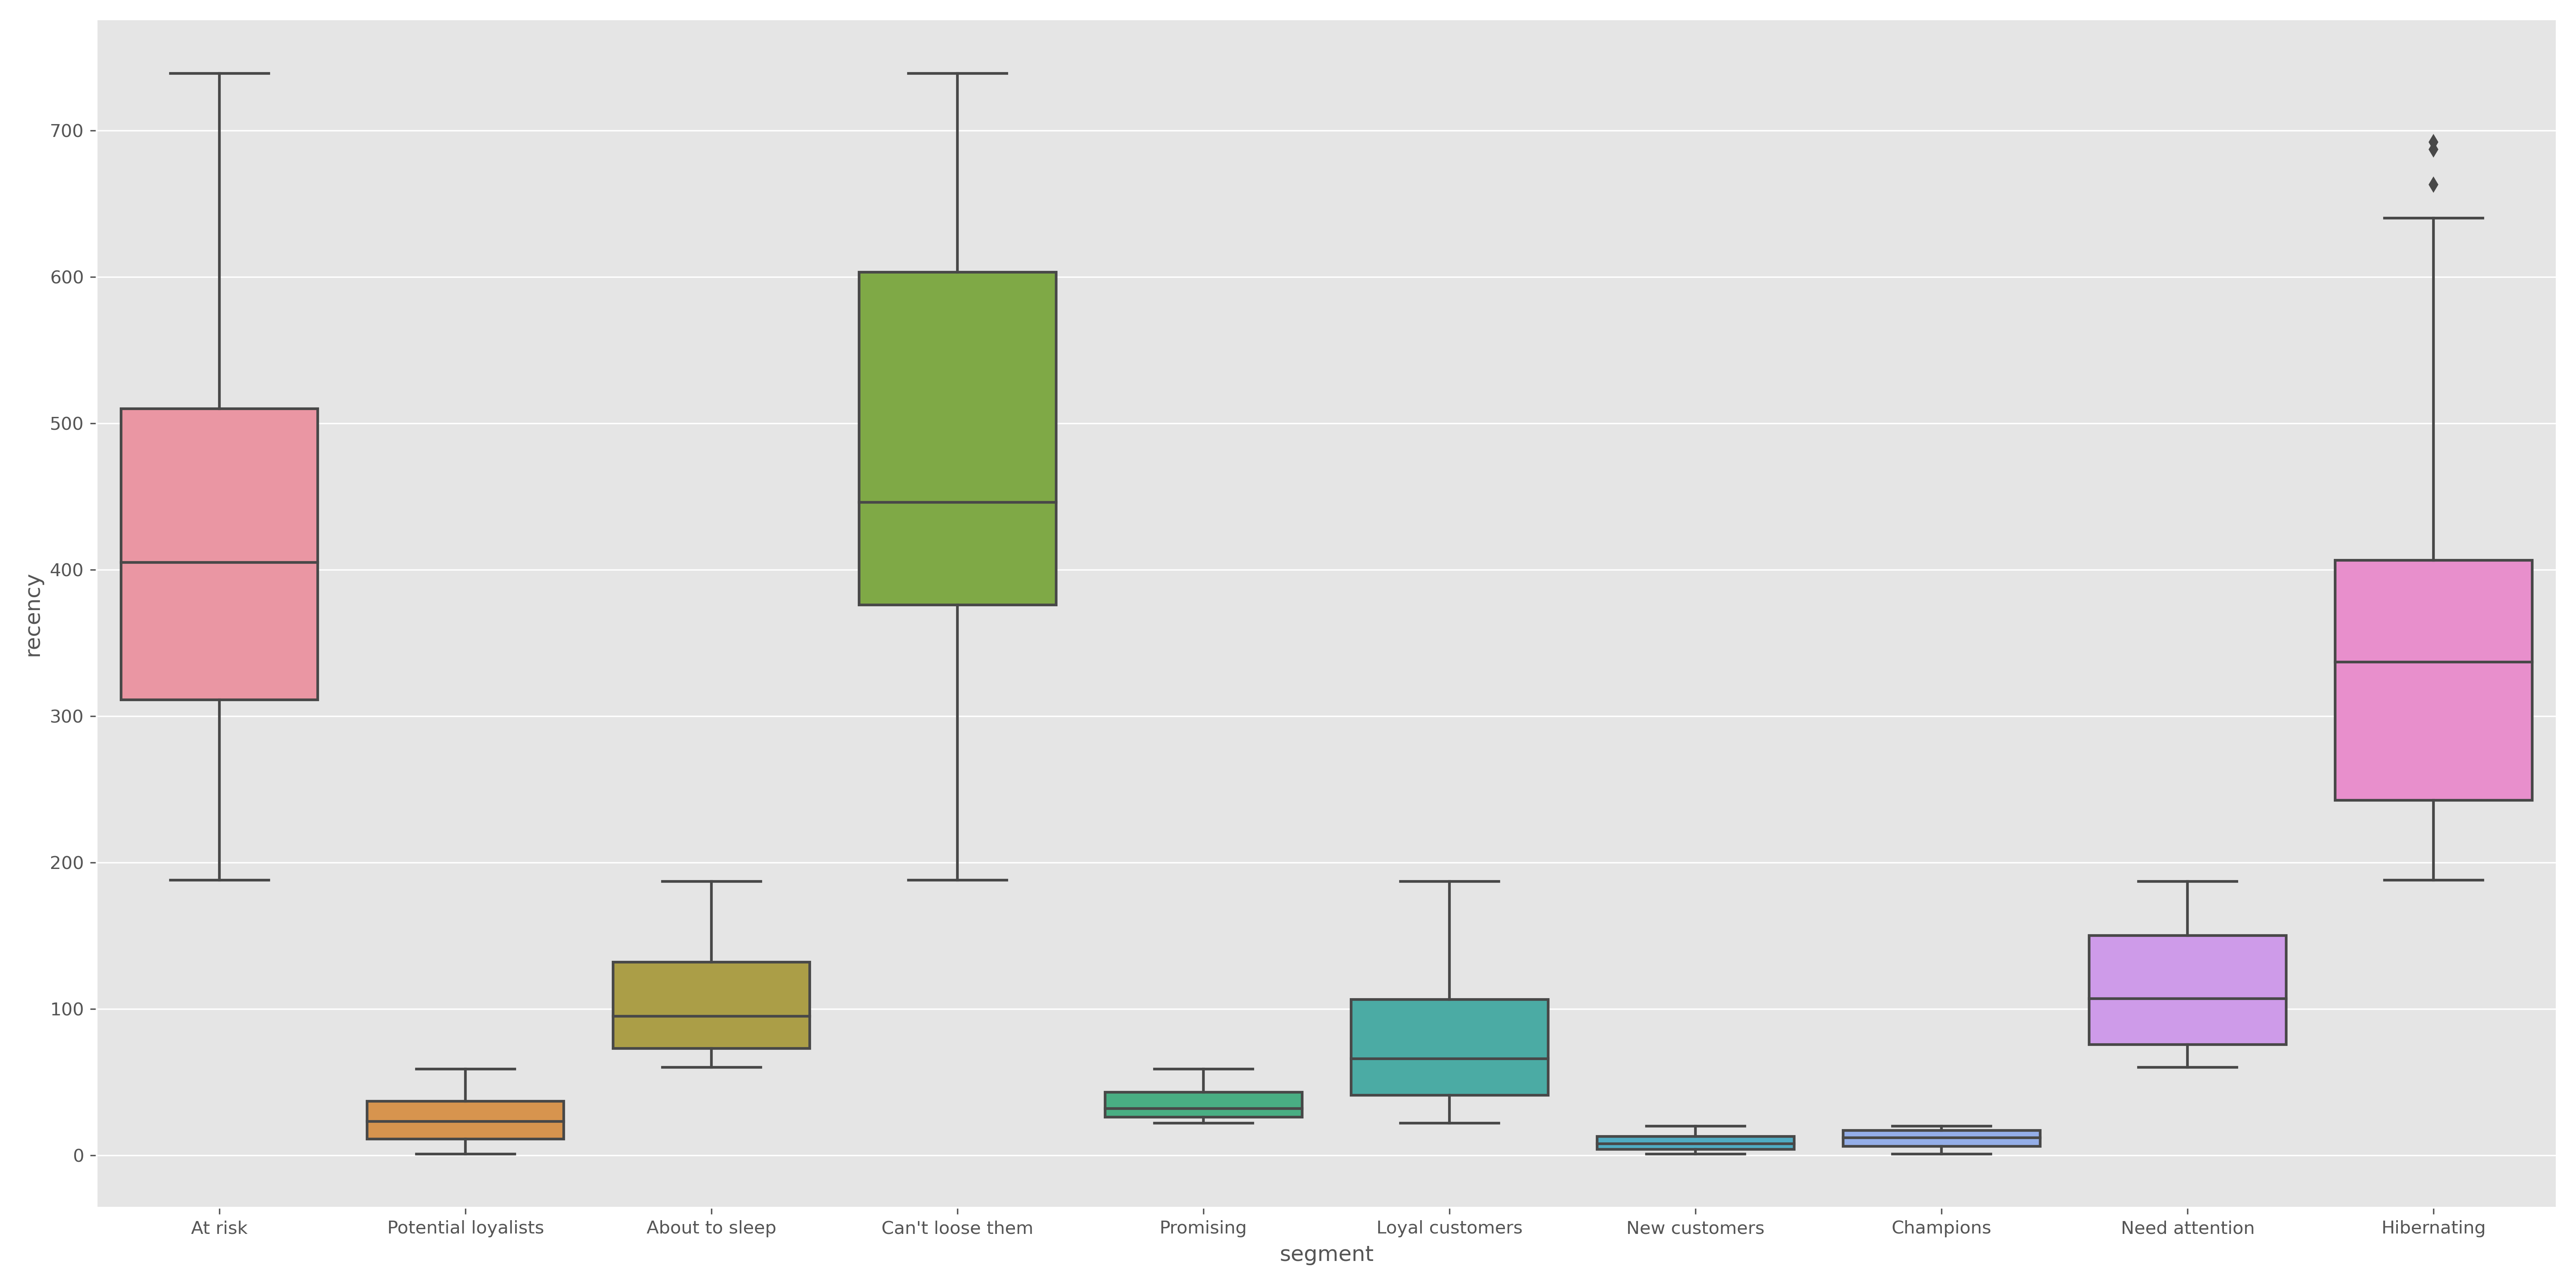 700
600
500
400
300
200
100
0
recency
At risk
Potential loyalists
About to sleep
Can't loose them
Promising
Loyal customers
New customers
Champions
Need attention
Hibernating
segment